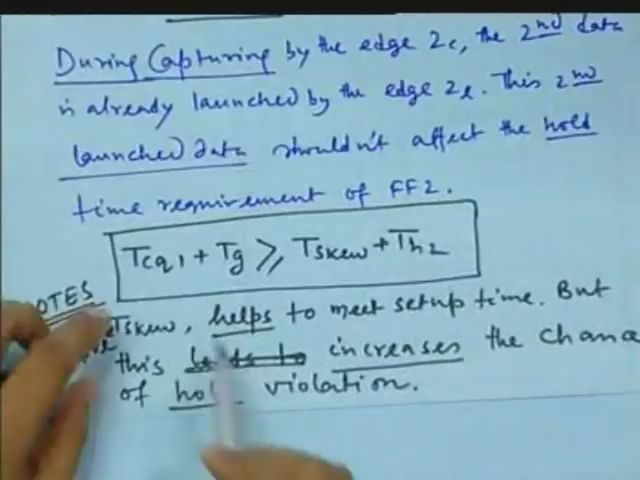 During Capturing by the edge 2c, the 2nd data
is already launched by the edge 2l. This 2nd
launched data shouldn't affect the hold
time requirement of FF2.
Tcq1 + Tg ⩾ Tskew + Th2
NOTES
Tskew, helps to meet setup time. But
this increases the chance
of hold violation.